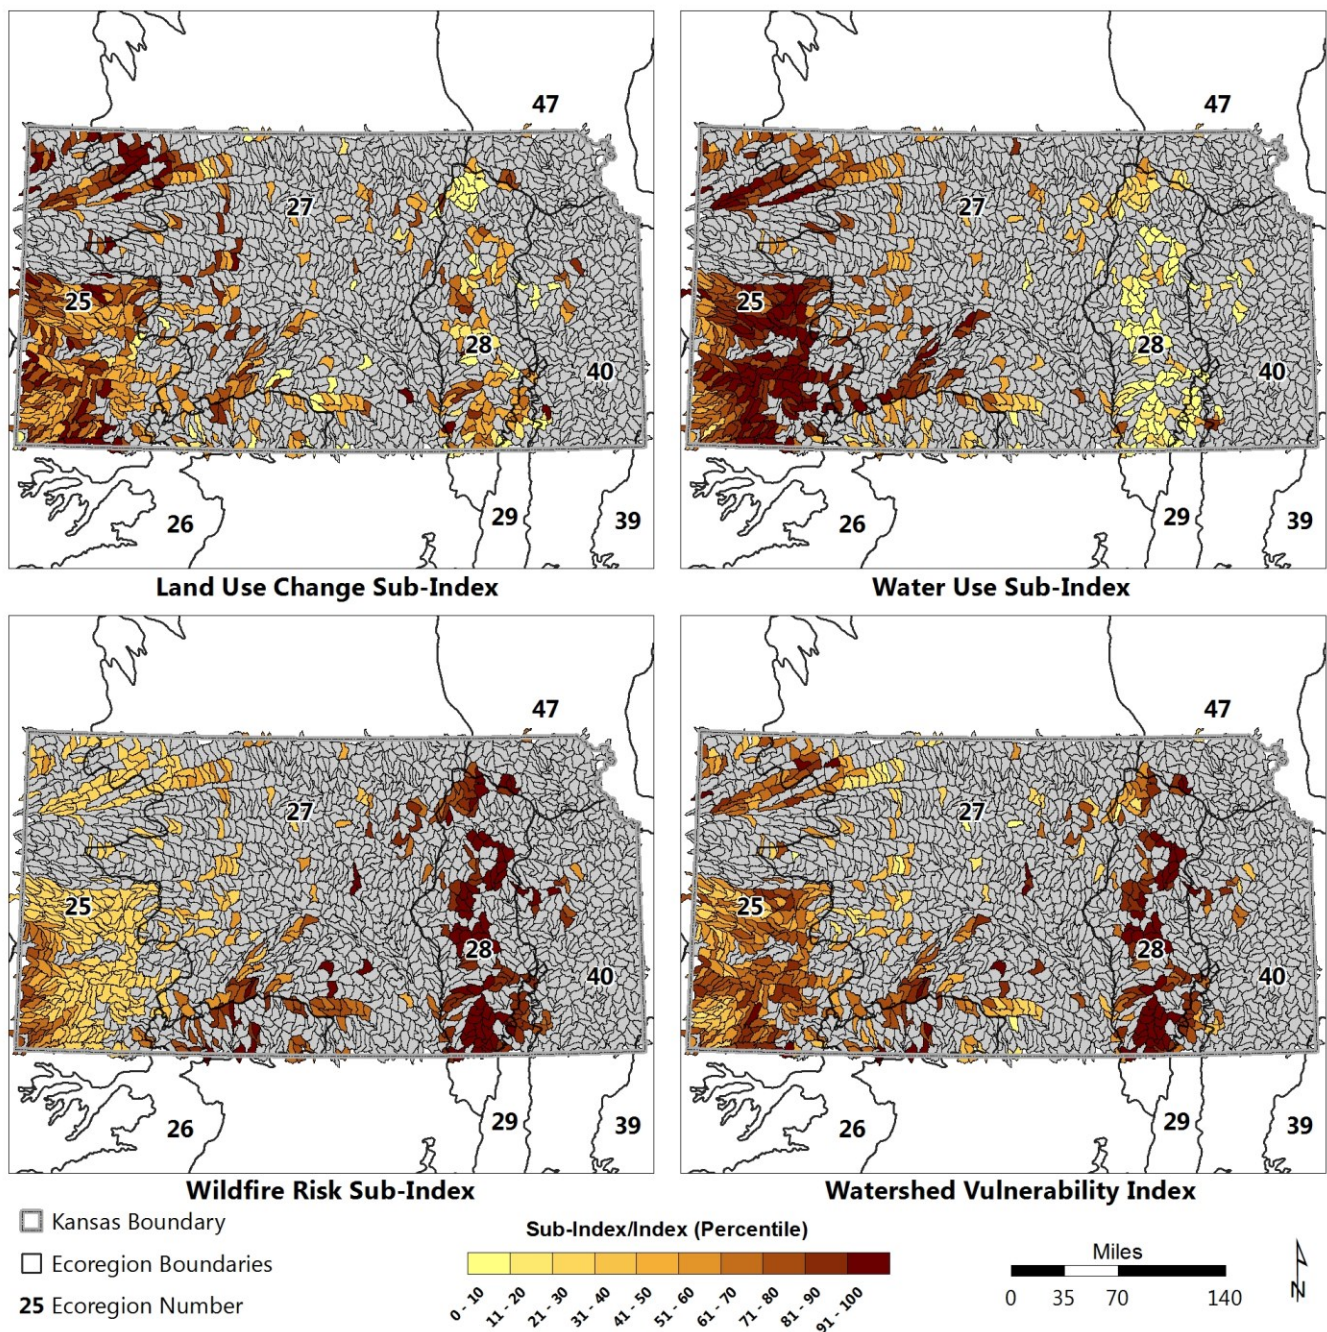 47
27
25
28
40
26
29
39
Land Use Change Sub-Index
47
27
25
28
40
26
29
39
Water Use Sub-Index
47
27
25
28
40
26
29
39
Wildfire Risk Sub-Index
47
27
25
28
40
26
29
39
Watershed Vulnerability Index
Kansas Boundary
Ecoregion Boundaries
25 Ecoregion Number
Sub-Index/Index (Percentile)
0 - 10
11 - 20
21 - 30
31 - 40
41 - 50
51 - 60
61 - 70
71 - 80
81 - 90
91 - 100
Miles
0 35 70 140
N